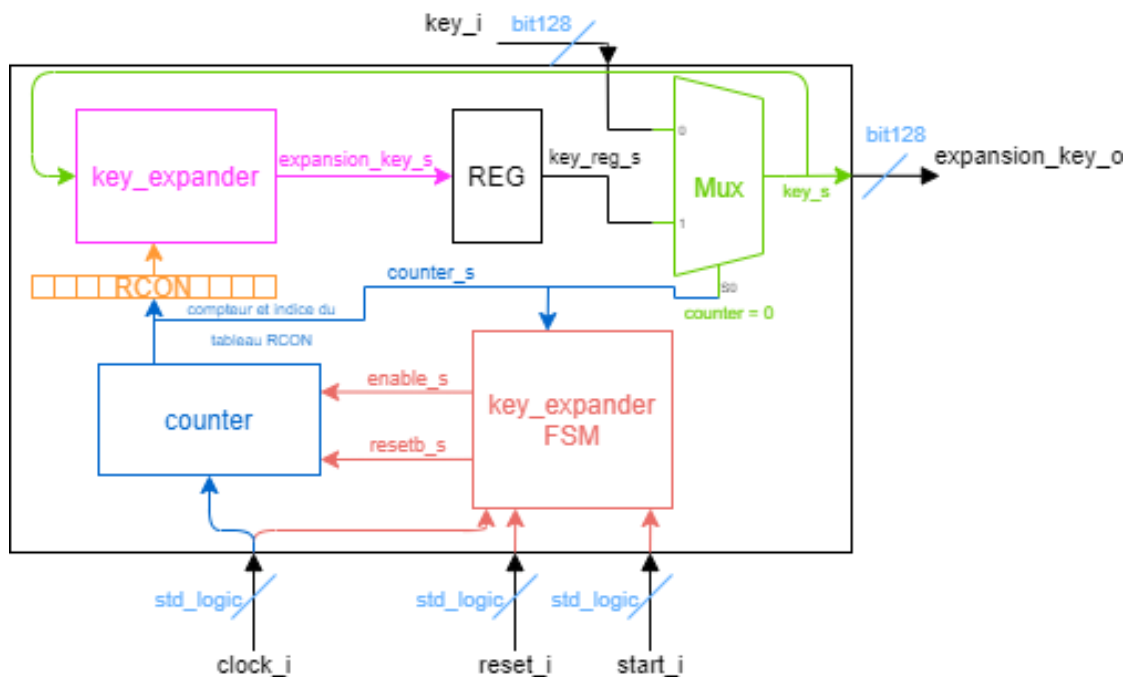 key_i
bit128
key_expander
expansion_key_s
REG
key_reg_s
0
1
Mux
key_s
bit128
expansion_key_o
RCON
counter_s
S0
counter = 0
compteur et indice du
tableau RCON
counter
enable_s
resetb_s
key_expander
FSM
std_logic
std_logic
std_logic
clock_i
reset_i
start_i